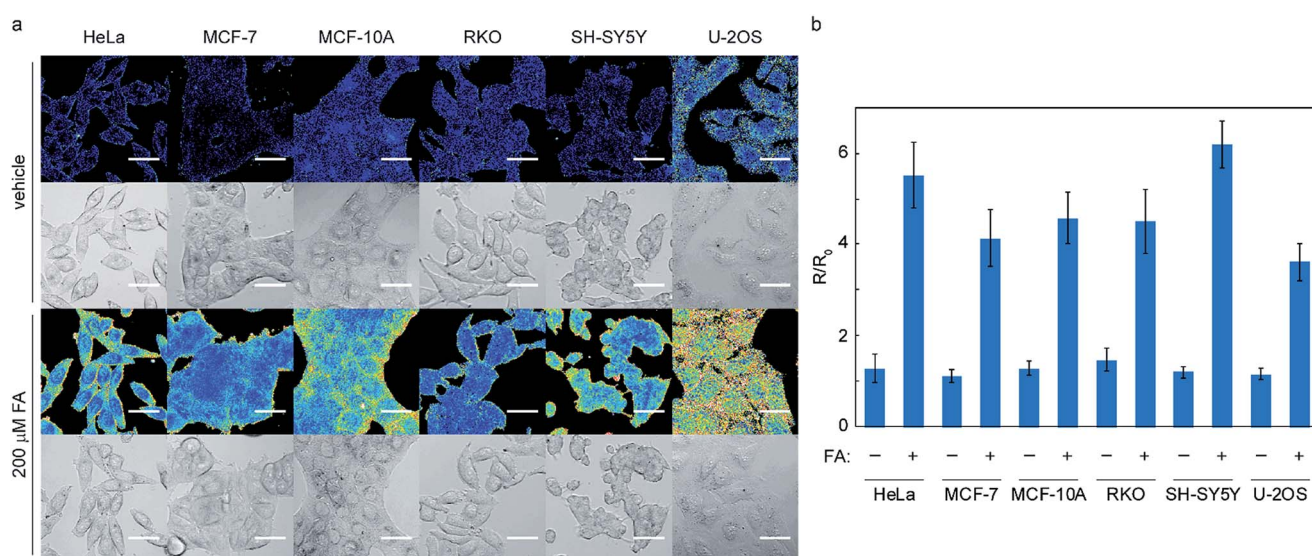 a
HeLa MCF-7 MCF-10A RKO SH-SY5Y U-2OS
vehicle
200 μM FA
b
R/R0
6
4
2
0
FA: − + − + − + − + − + − +
HeLa MCF-7 MCF-10A RKO SH-SY5Y U-2OS